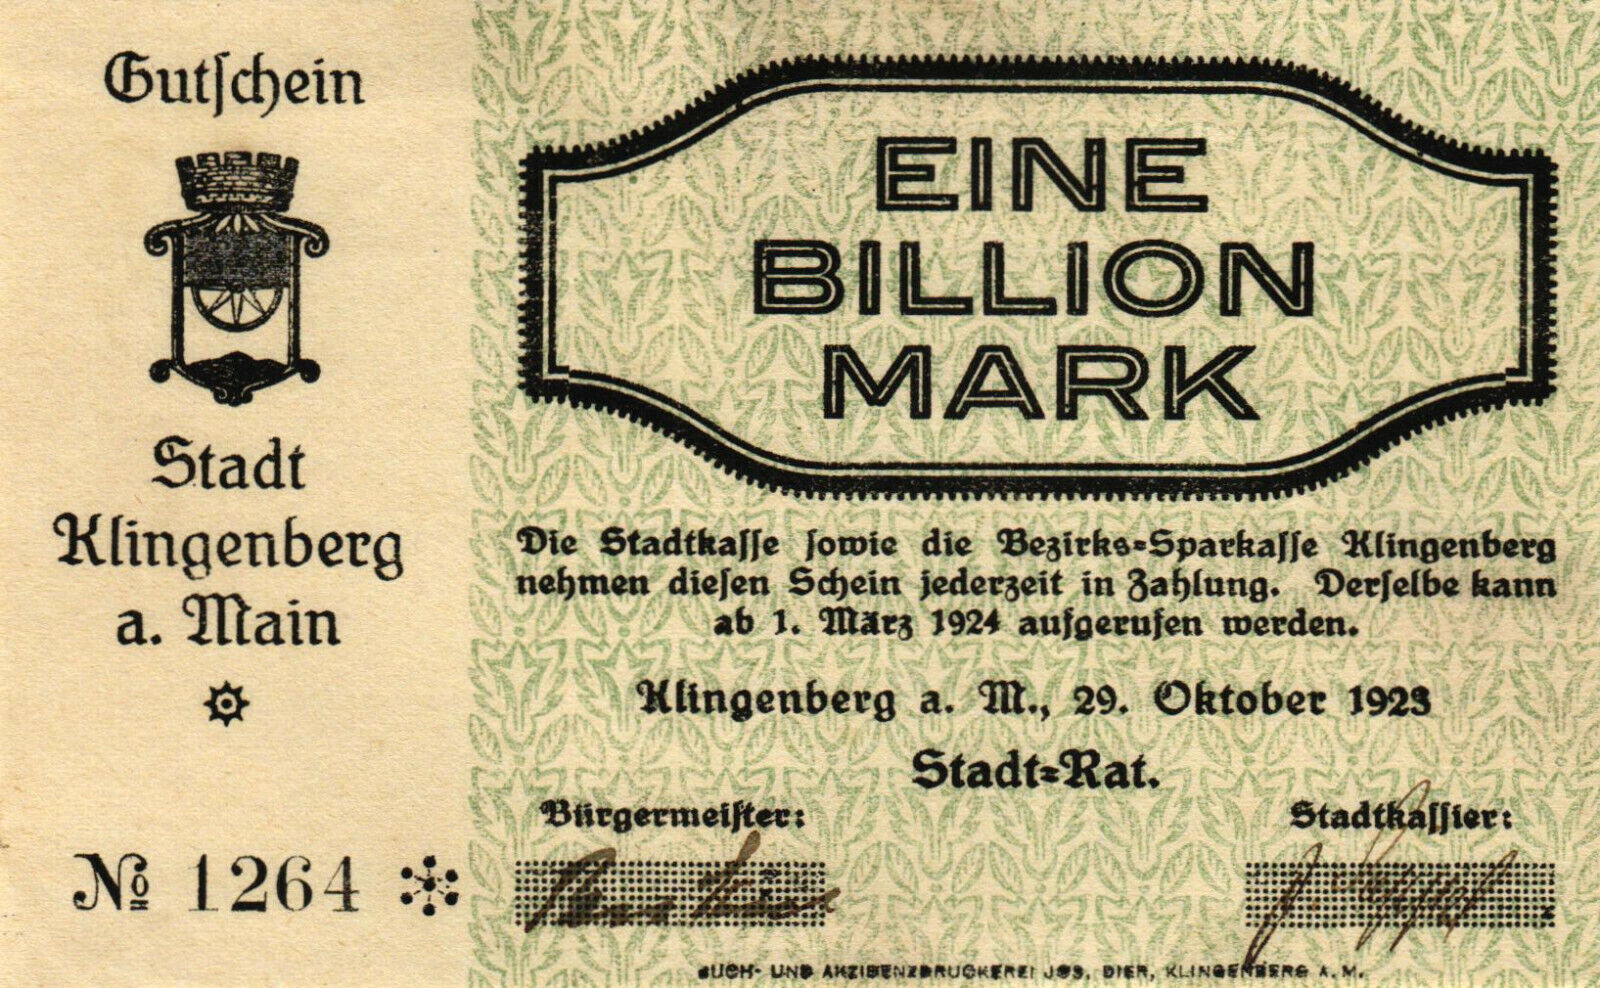 Gutschein
Stadt
Klingenberg
a. Main
№ 1264
EINE
BILLION
MARK
Die Stadtkasse sowie die Bezirks-Sparkasse Klingenberg
nehmen diesen Schein jederzeit in Zahlung. Derselbe kann
ab 1. März 1924 aufgerufen werden.
Klingenberg a. M., 29. Oktober 1923
Stadt-Rat.
Bürgermeister:
Stadtkassier:
BUCH- UND AKZIDENZDRUCKEREI JOS. DIER, KLINGENBERG A. M.